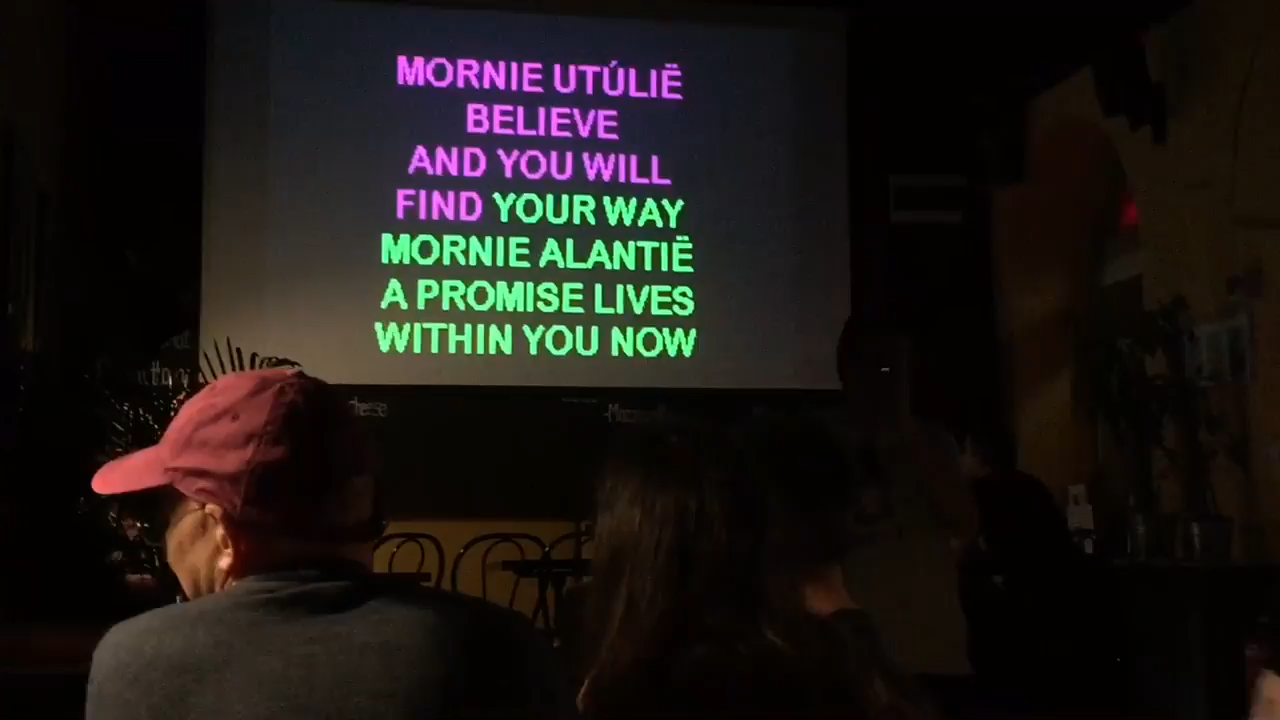 MORNIE UTÚLIË
BELIEVE
AND YOU WILL
FIND YOUR WAY
MORNIE ALANTIË
A PROMISE LIVES
WITHIN YOU NOW